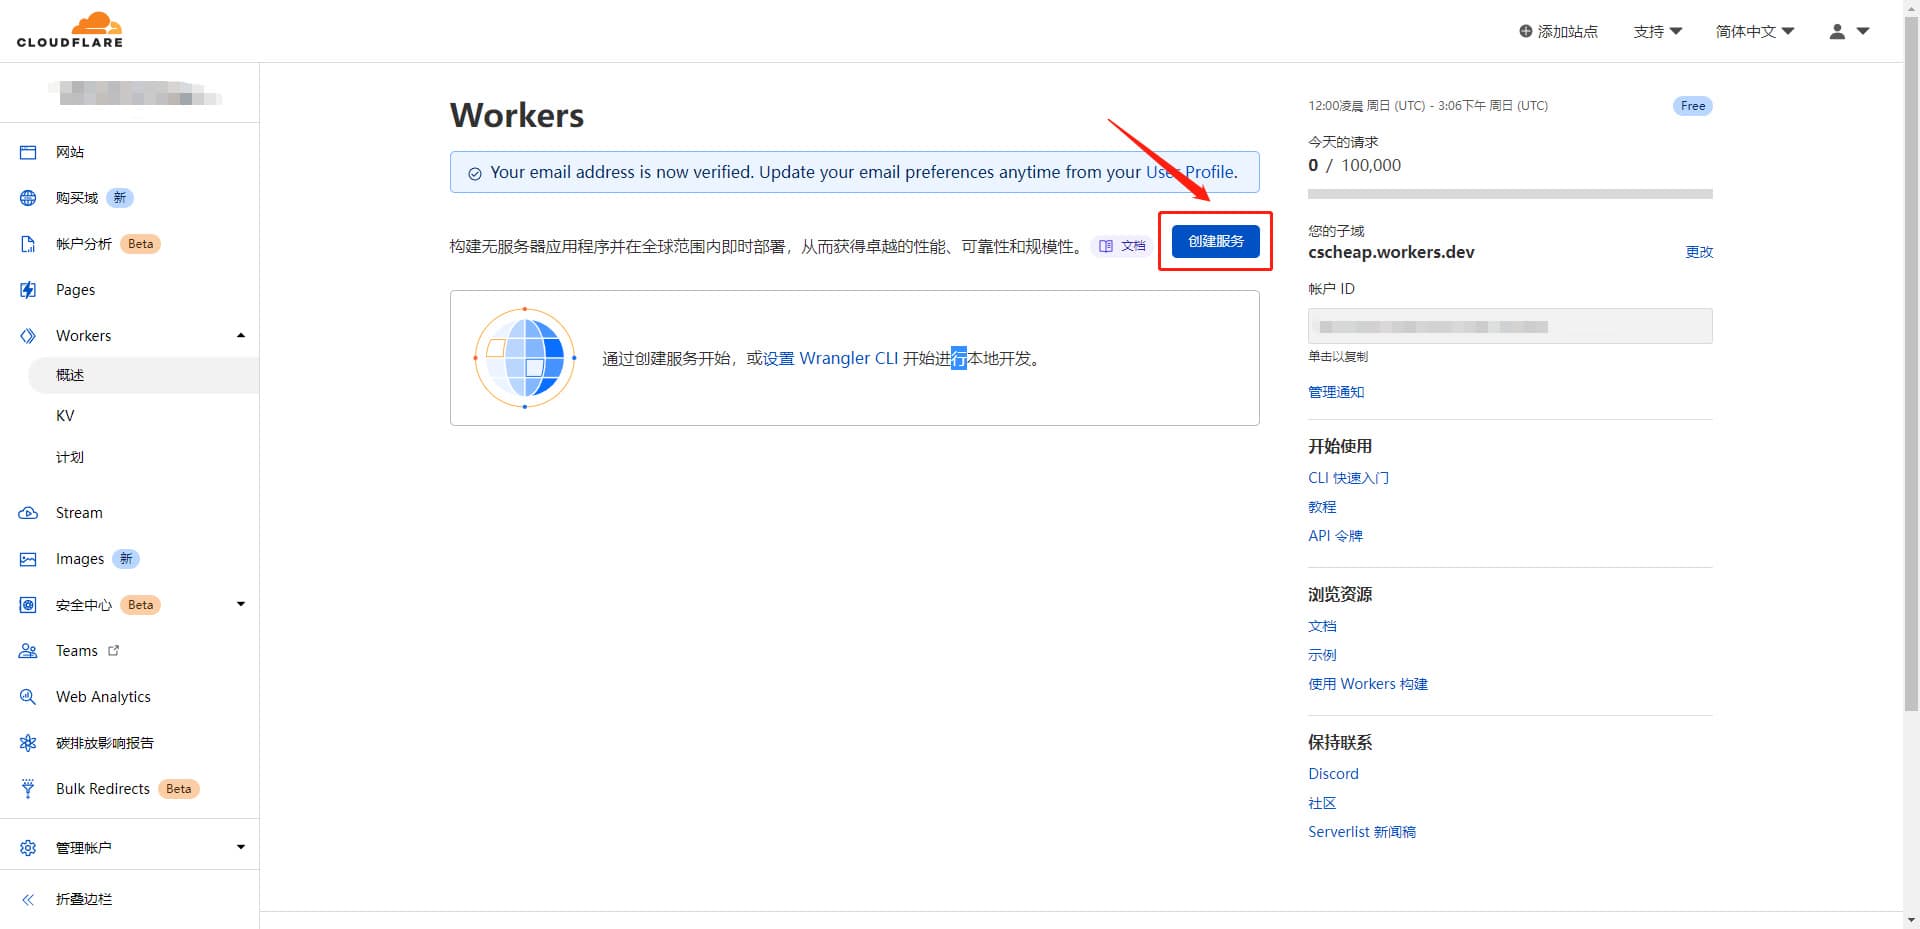 CLOUDFLARE
添加站点
支持
简体中文
网站
购买域 新
帐户分析 Beta
Pages
Workers
概述
KV
计划
Stream
Images 新
安全中心 Beta
Teams
Web Analytics
碳排放影响报告
Bulk Redirects Beta
管理帐户
折叠边栏
Workers
Your email address is now verified. Update your email preferences anytime from your User Profile.
构建无服务器应用程序并在全球范围内即时部署，从而获得卓越的性能、可靠性和规模性。 文档
创建服务
通过创建服务开始，或设置 Wrangler CLI 开始进行本地开发。
12:00凌晨 周日 (UTC) - 3:06下午 周日 (UTC)
Free
今天的请求
0 / 100,000
您的子域
cscheap.workers.dev
更改
帐户 ID
单击以复制
管理通知
开始使用
CLI 快速入门
教程
API 令牌
浏览资源
文档
示例
使用 Workers 构建
保持联系
Discord
社区
Serverlist 新闻稿